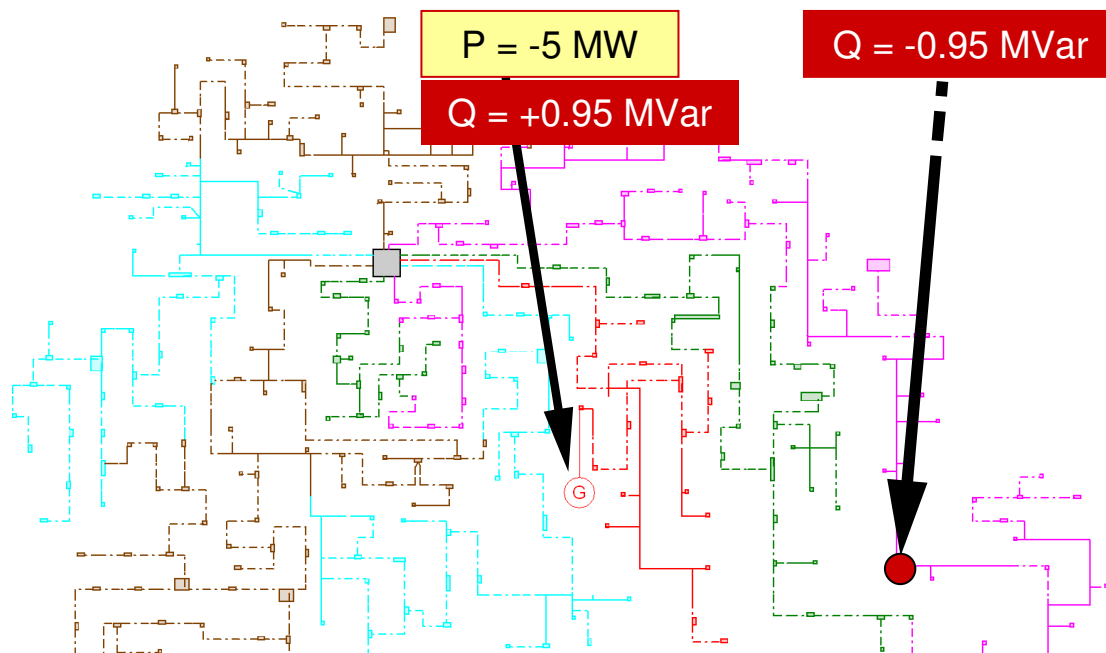 P = -5 MW
Q = +0.95 MVar
Q = -0.95 MVar
G